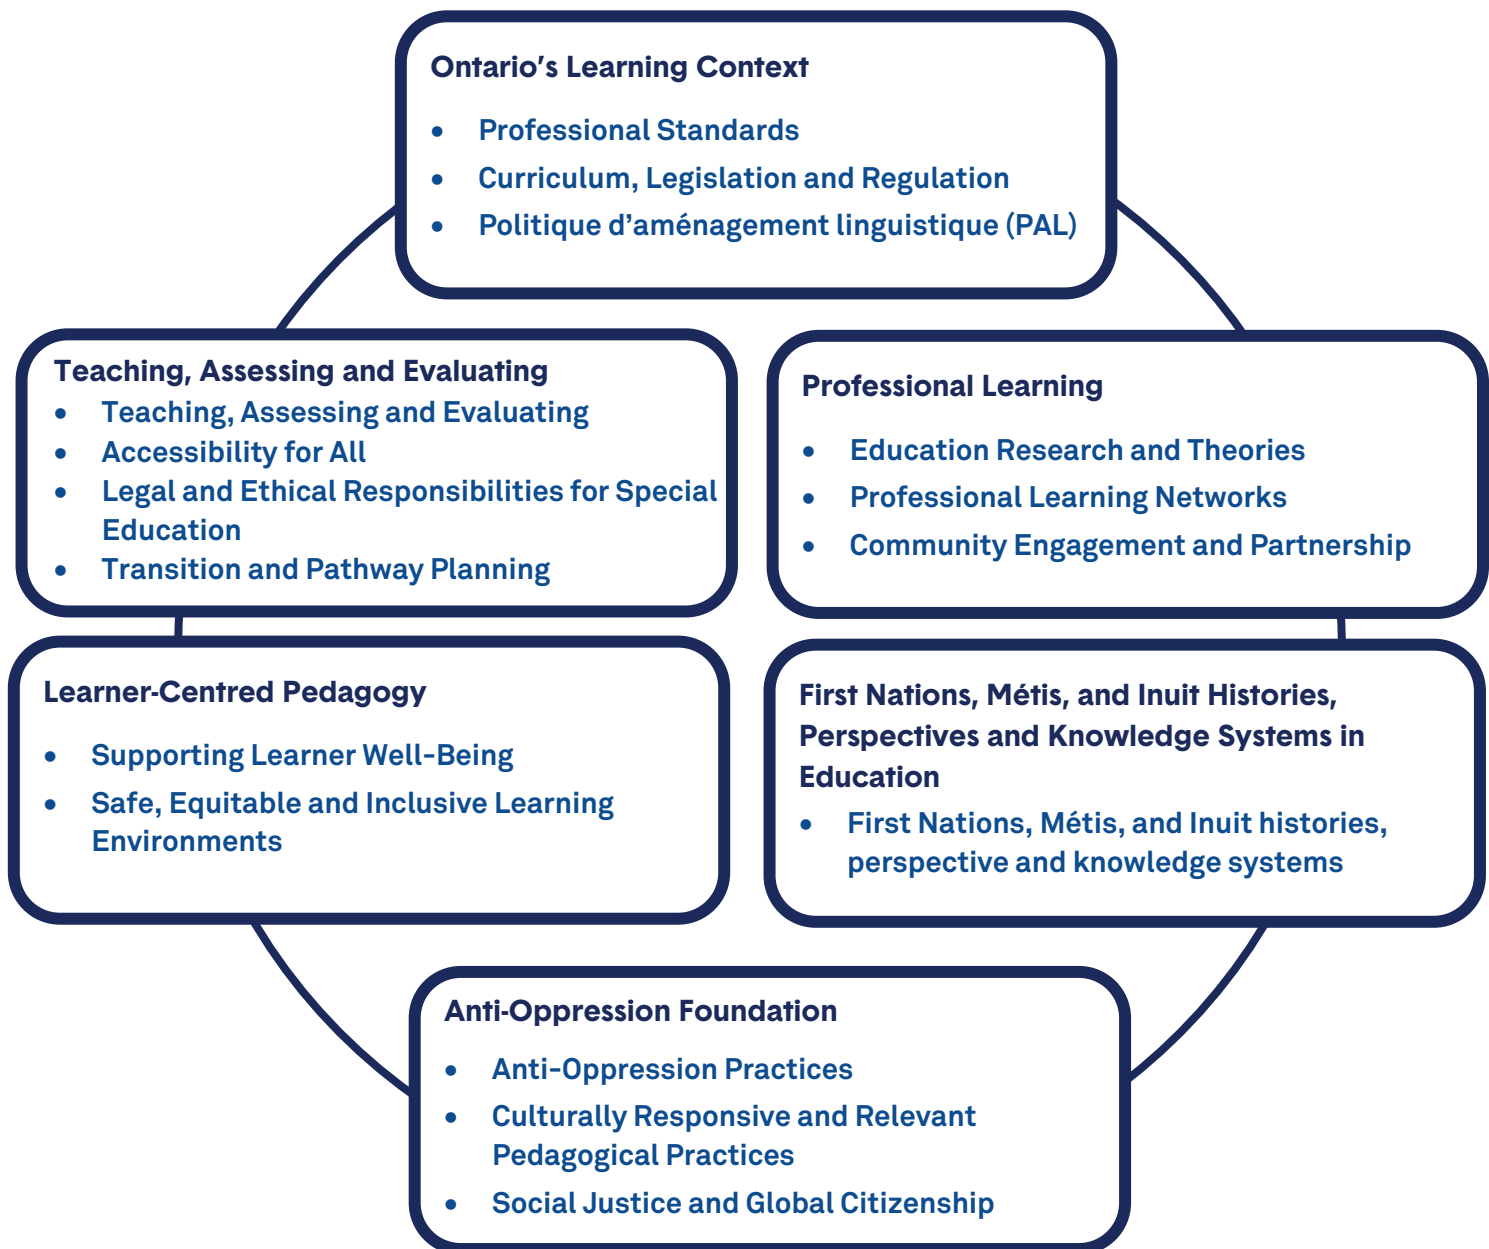 Ontario's Learning Context
• Professional Standards
• Curriculum, Legislation and Regulation
• Politique d'aménagement linguistique (PAL)
Teaching, Assessing and Evaluating
• Teaching, Assessing and Evaluating
• Accessibility for All
• Legal and Ethical Responsibilities for Special
Education
• Transition and Pathway Planning
Professional Learning
• Education Research and Theories
• Professional Learning Networks
• Community Engagement and Partnership
Learner-Centred Pedagogy
• Supporting Learner Well-Being
• Safe, Equitable and Inclusive Learning
Environments
First Nations, Métis, and Inuit Histories,
Perspectives and Knowledge Systems in
Education
• First Nations, Métis, and Inuit histories,
perspective and knowledge systems
Anti-Oppression Foundation
• Anti-Oppression Practices
• Culturally Responsive and Relevant
Pedagogical Practices
• Social Justice and Global Citizenship